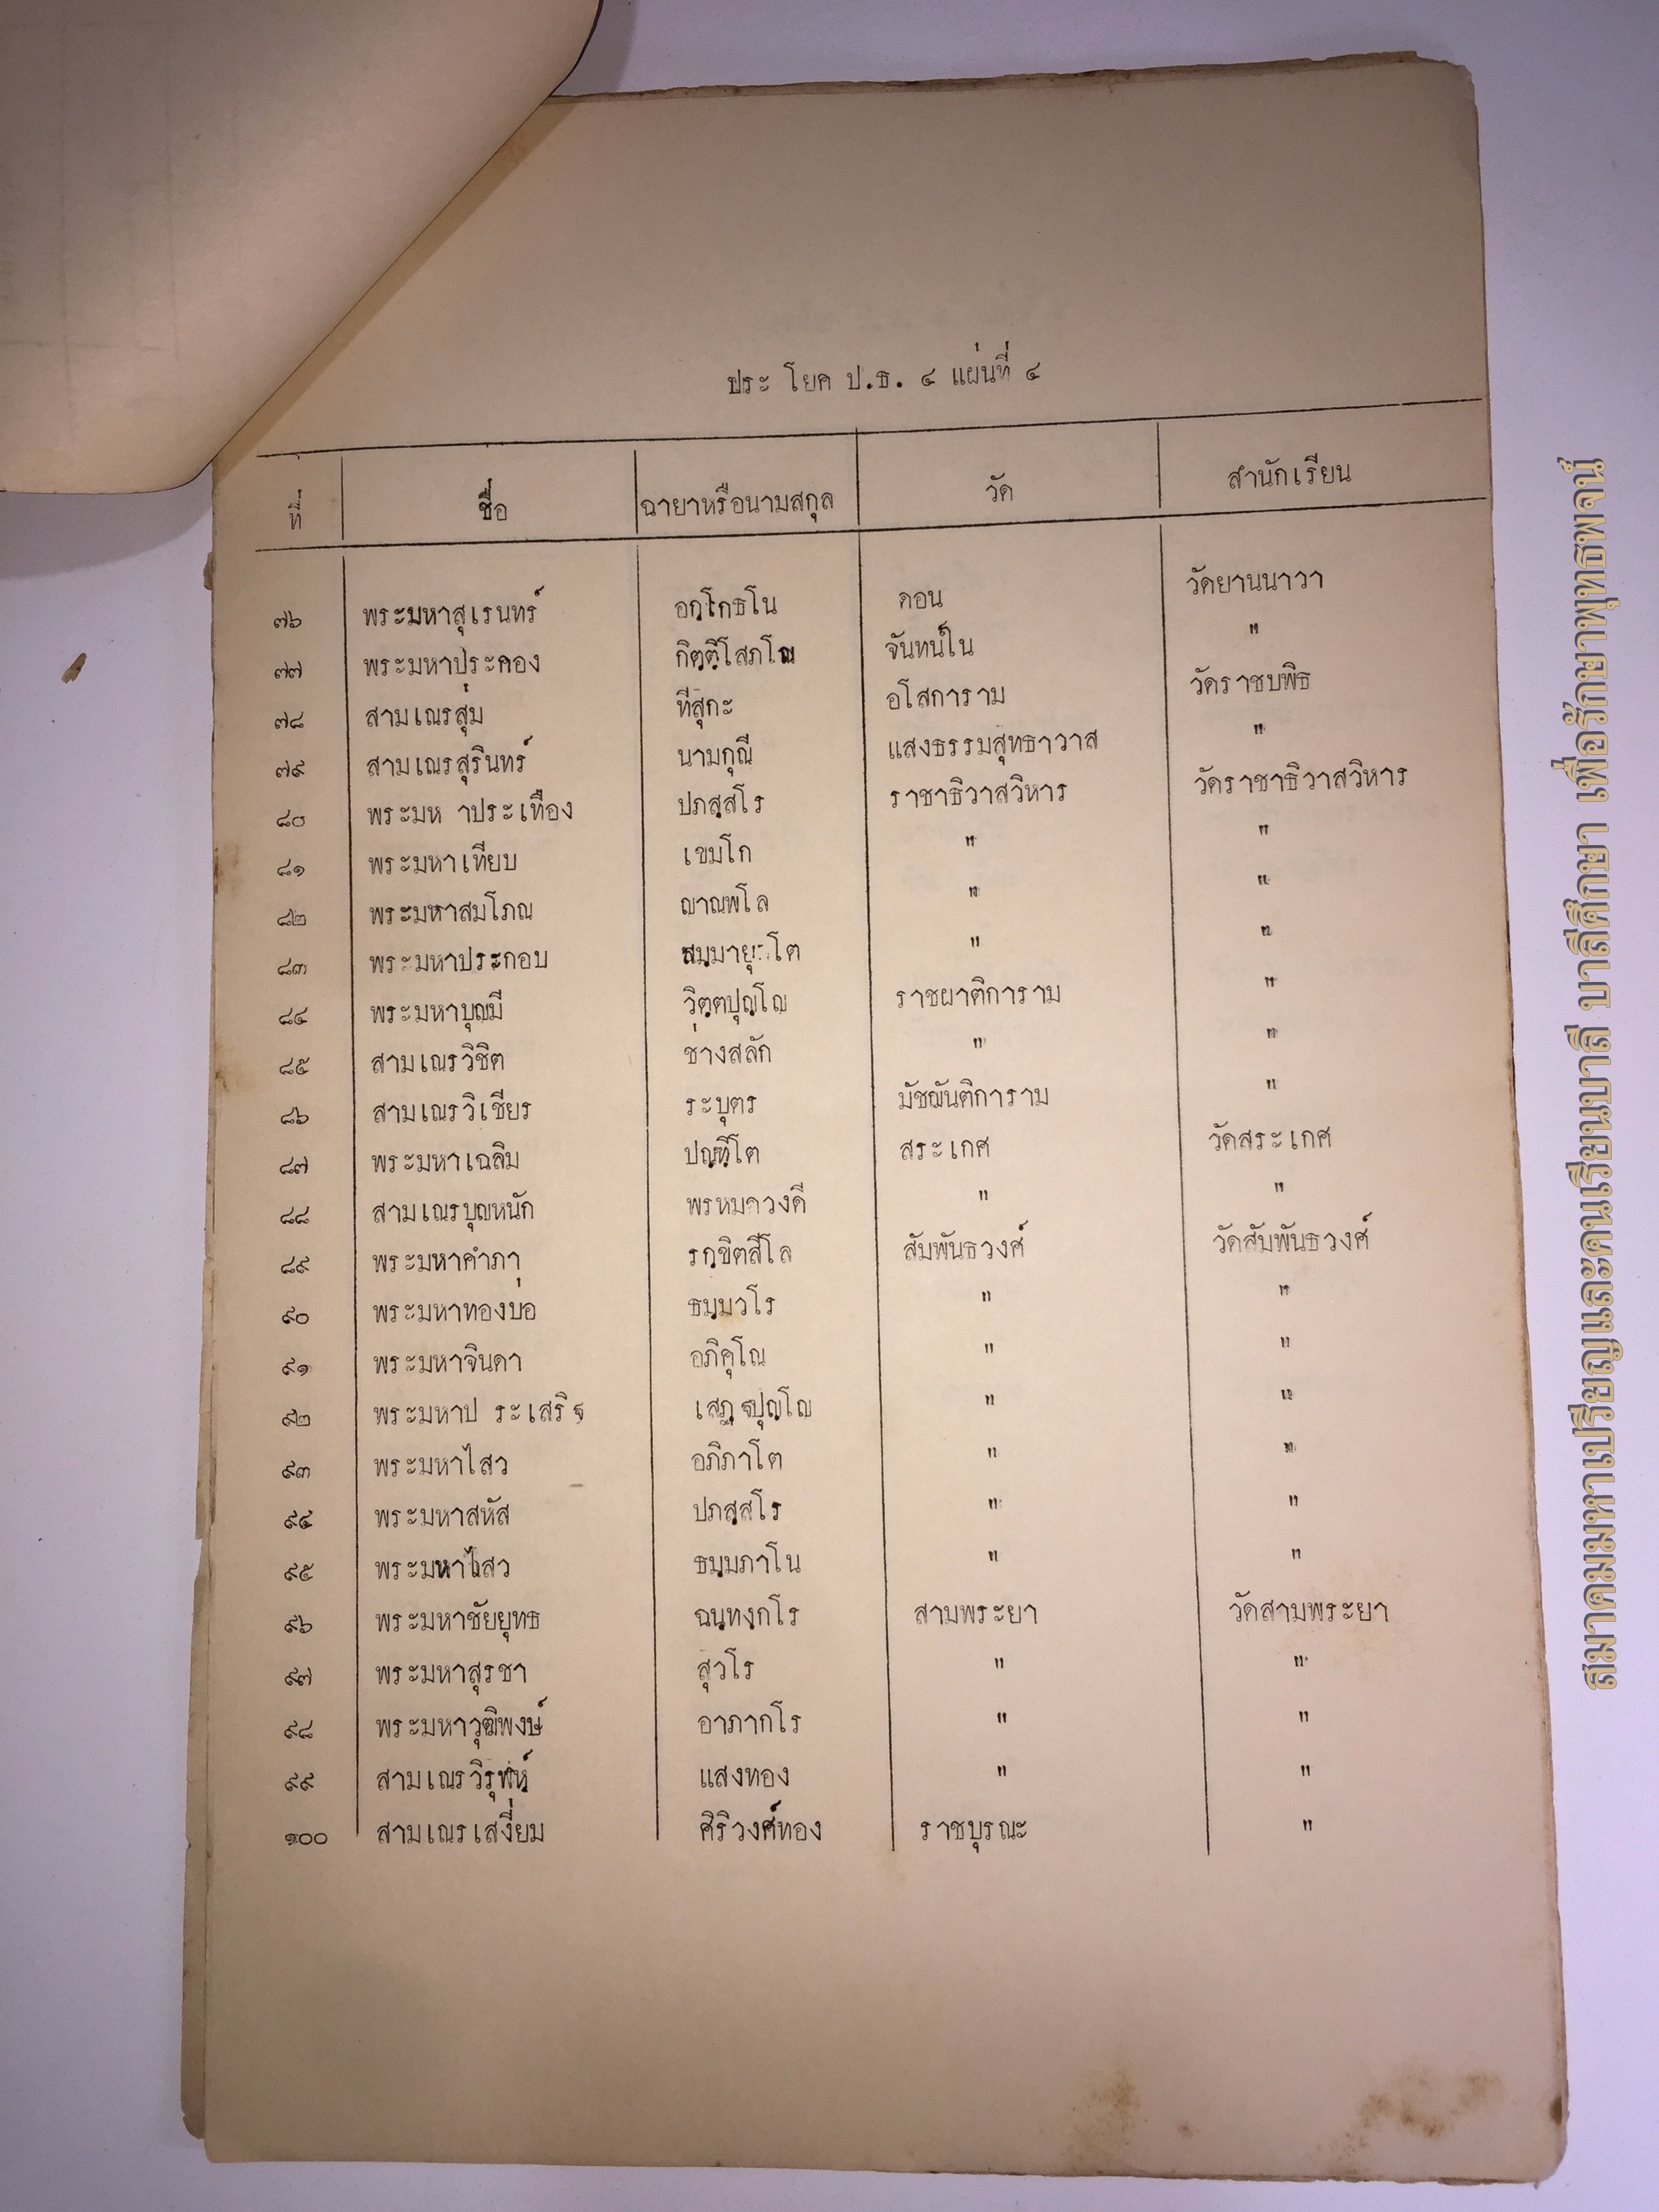 ประโยค ป.ธ. ๔ แผ่นที่ ๔
ที่ ชื่อ ฉายาหรือนามสกุล วัด สำนักเรียน
๗๖ พระมหาสุเรนทร์ อกฺโกธโน ดอน วัดยานนาวา
๗๗ พระมหาประคอง กิตฺติโสภโณ จันทน์ใน "
๗๘ สามเณรสุ่ม ทีสุกะ อโสการาม วัดราชบพิธ
๗๙ สามเณรสุรินทร์ นามกุณี แสงธรรมสุทธาวาส "
๘๐ พระมหาประเทือง ปภสฺสโร ราชาธิวาสวิหาร วัดราชาธิวาสวิหาร
๘๑ พระมหาเทียบ เขมโก " "
๘๒ พระมหาสมโภณ ญาณพโล " "
๘๓ พระมหาประกอบ " "
๘๔ พระมหาบุญมี วิตฺตปุญฺโญ ราชผาติการาม "
๘๕ สามเณรวิชิต ช่างสลัก " "
๘๖ สามเณรวิเชียร ระบุตร มัชฌันติการาม "
๘๗ พระมหาเฉลิม ปณฺฑิโต สระเกศ วัดสระเกศ
๘๘ สามเณรบุญหนัก พรหมาวงดี " "
๘๙ พระมหาคำภา รกฺขิตสีโล สัมพันธวงศ์ วัดสัมพันธวงศ์
๙๐ พระมหาทองบ่อ ธมฺมวโร " "
๙๑ พระมหาจินดา อภิคุโณ " "
๙๒ พระมหาประเสริฐ เสฏฺฐปุญฺโญ " "
๙๓ พระมหาไสว อภิภาโต " "
๙๔ พระมหาสหัส ปภสฺสโร " "
๙๕ พระมหาไสว ธมฺมภาโน " "
๙๖ พระมหาชัยยุทธ ฉนฺทงฺกโร สามพระยา วัดสามพระยา
๙๗ พระมหาสุรชา สุวโร " "
๙๘ พระมหาวุฒิพงษ์ อาภากโร " "
๙๙ สามเณรวิรุฬห์ แสงทอง " "
๑๐๐ สามเณรเสงี่ยม ศิริวงศ์ทอง ราชบุรณะ "
สมาคมมหาเปรียญและคนเรียนบาลี บาลีศึกษา เพื่อรักษาพุทธพจน์